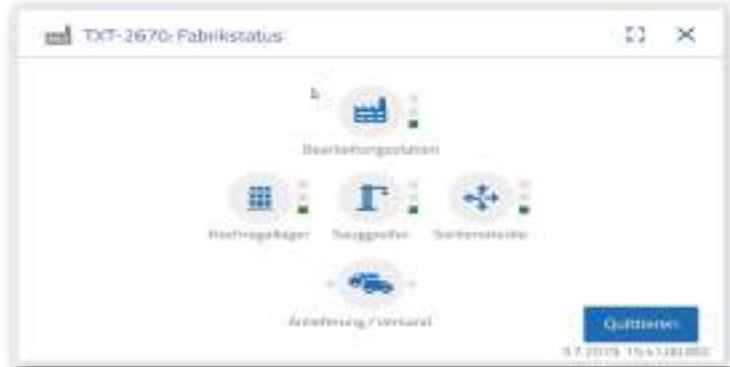 TXT-2670: Fabrikstatus
Bearbeitungsstation
Hochregallager Sauggreifer Sortierstrecke
Anlieferung / Versand
Quittieren